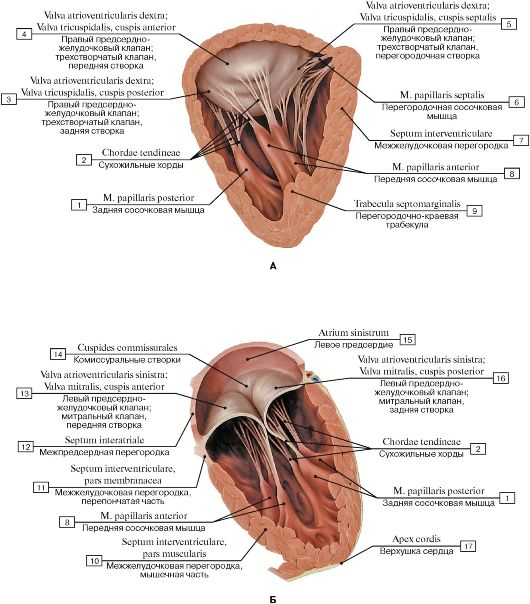 Valva atrioventricularis dextra;
Valva tricuspidalis, cuspis anterior
4
Правый предсердно-
желудочковый клапан;
трехстворчатый клапан,
передняя створка
Valva atrioventricularis dextra;
Valva tricuspidalis, cuspis posterior
3
Правый предсердно-
желудочковый клапан;
трехстворчатый клапан,
задняя створка
Chordae tendineae
2
Сухожильные хорды
M. papillaris posterior
1
Задняя сосочковая мышца
Valva atrioventricularis dextra;
Valva tricuspidalis, cuspis septalis
5
Правый предсердно-
желудочковый клапан;
трехстворчатый клапан,
перегородочная створка
M. papillaris septalis
6
Перегородочная сосочковая
мышца
Septum interventriculare
7
Межжелудочковая перегородка
M. papillaris anterior
8
Передняя сосочковая мышца
Trabecula septomarginalis
9
Перегородочно-краевая
трабекула
А
Cuspides commissurales
14
Комиссуральные створки
Valva atrioventricularis sinistra;
Valva mitralis, cuspis anterior
13
Левый предсердно-
желудочковый клапан;
митральный клапан,
передняя створка
Septum interatriale
12
Межпредсердная перегородка
Septum interventriculare,
pars membranacea
11
Межжелудочковая перегородка,
перепончатая часть
M. papillaris anterior
8
Передняя сосочковая мышца
Septum interventriculare,
pars muscularis
10
Межжелудочковая перегородка,
мышечная часть
Atrium sinistrum
15
Левое предсердие
Valva atrioventricularis sinistra;
Valva mitralis, cuspis posterior
16
Левый предсердно-
желудочковый клапан;
митральный клапан,
задняя створка
Chordae tendineae
2
Сухожильные хорды
M. papillaris posterior
1
Задняя сосочковая мышца
Apex cordis
17
Верхушка сердца
Б